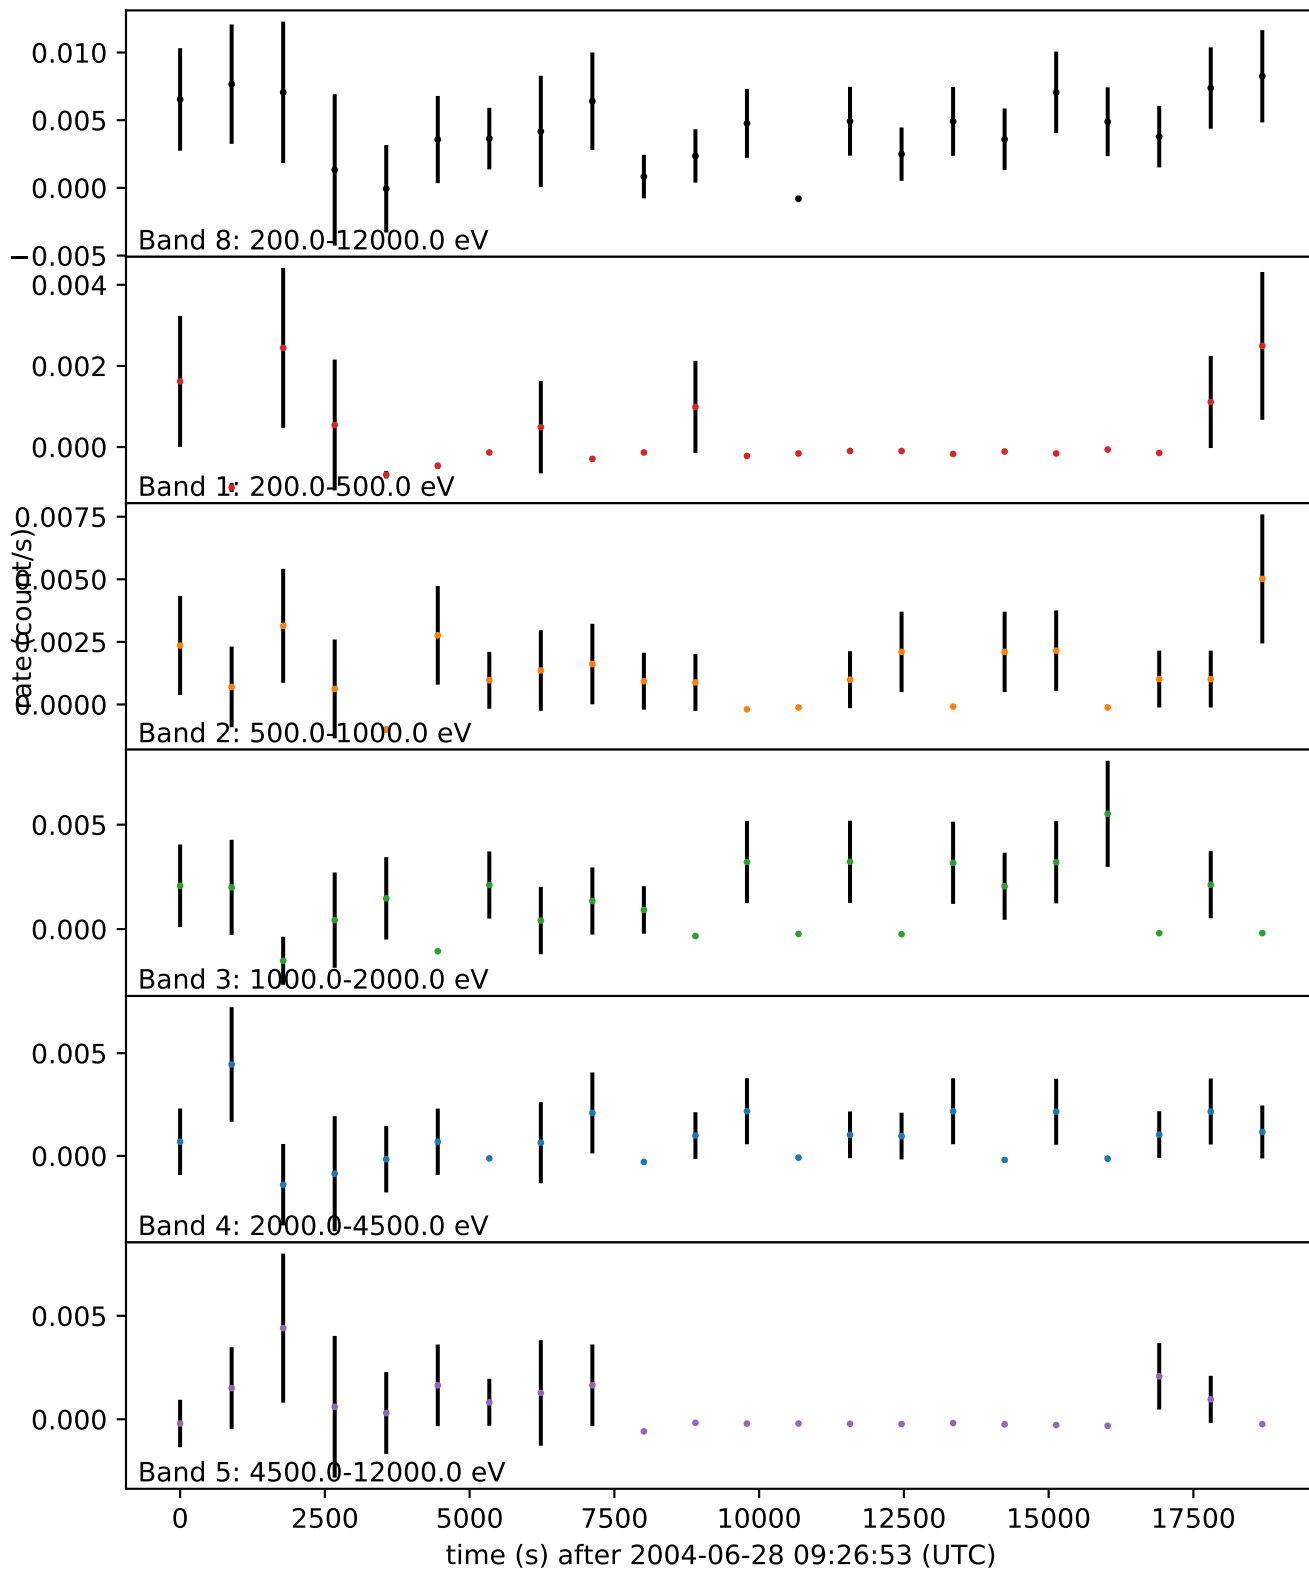 0.010
0.005
0.000
−0.005
Band 8: 200.0-12000.0 eV
0.004
0.002
0.000
Band 1: 200.0-500.0 eV
rate (count/s)
0.0075
0.0050
0.0025
0.0000
Band 2: 500.0-1000.0 eV
0.005
0.000
Band 3: 1000.0-2000.0 eV
0.005
0.000
Band 4: 2000.0-4500.0 eV
0.005
0.000
Band 5: 4500.0-12000.0 eV
0 2500 5000 7500 10000 12500 15000 17500
time (s) after 2004-06-28 09:26:53 (UTC)